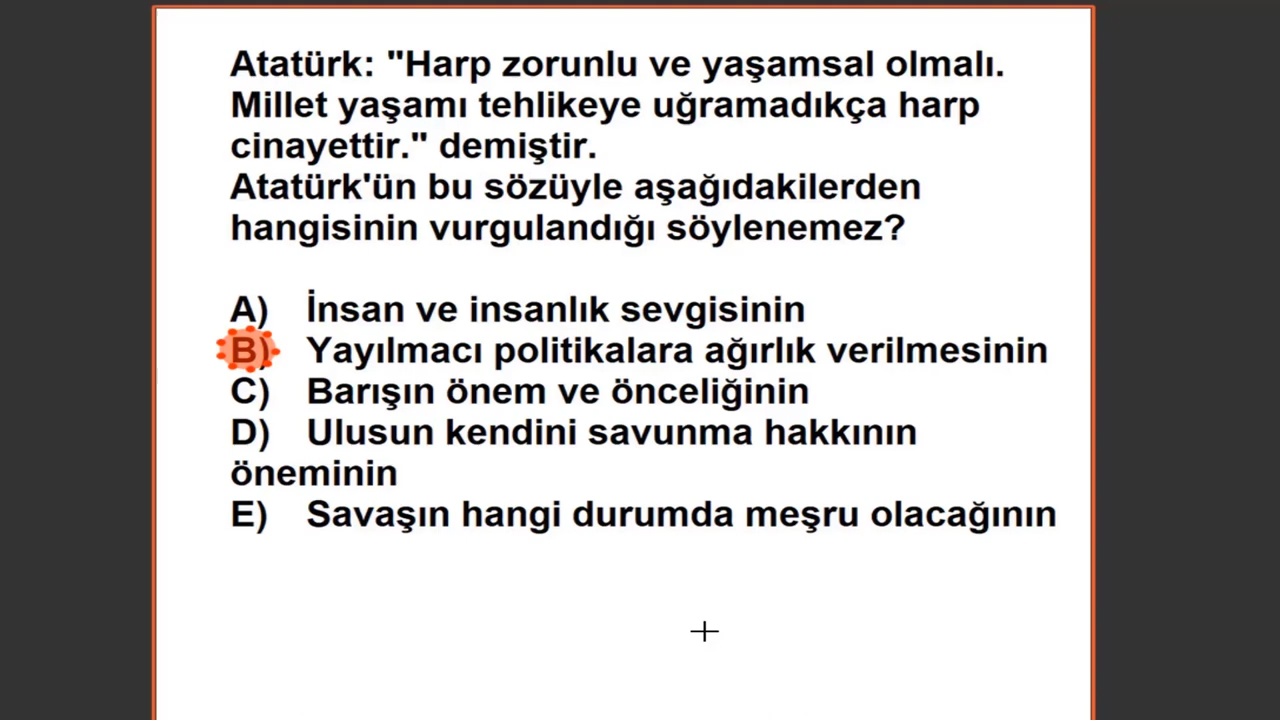 Atatürk: "Harp zorunlu ve yaşamsal olmalı.
Millet yaşamı tehlikeye uğramadıkça harp
cinayettir." demiştir.
Atatürk'ün bu sözüyle aşağıdakilerden
hangisinin vurgulandığı söylenemez?
A) İnsan ve insanlık sevgisinin
B) Yayılmacı politikalara ağırlık verilmesinin
C) Barışın önem ve önceliğinin
D) Ulusun kendini savunma hakkının
öneminin
E) Savaşın hangi durumda meşru olacağının